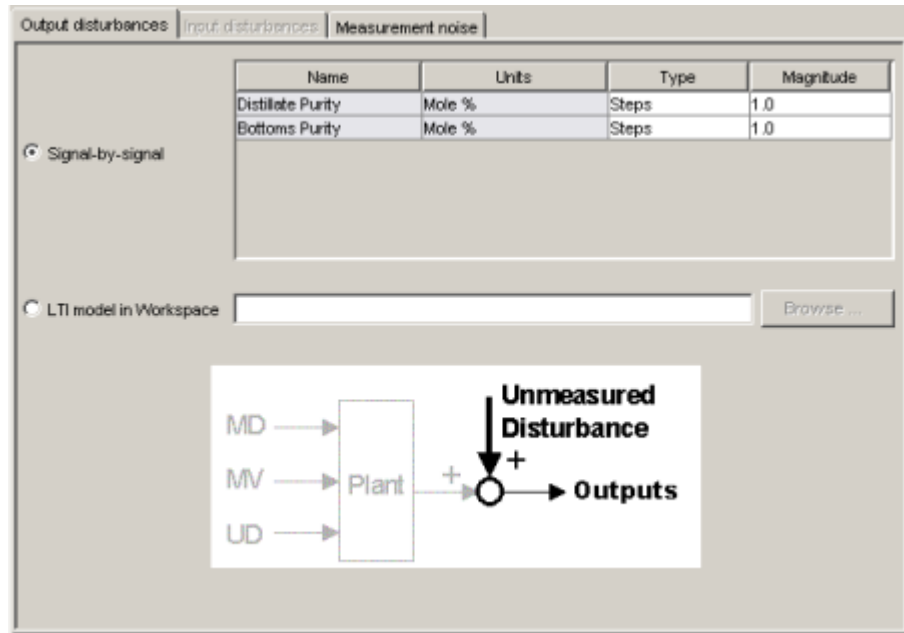 Output disturbances Input disturbances Measurement noise
Name Units Type Magnitude
Distillate Purity Mole % Steps 1.0
Bottoms Purity Mole % Steps 1.0
Signal-by-signal
LTI model in Workspace Browse ...
Unmeasured
Disturbance
MD
+
MV Plant + Outputs
UD